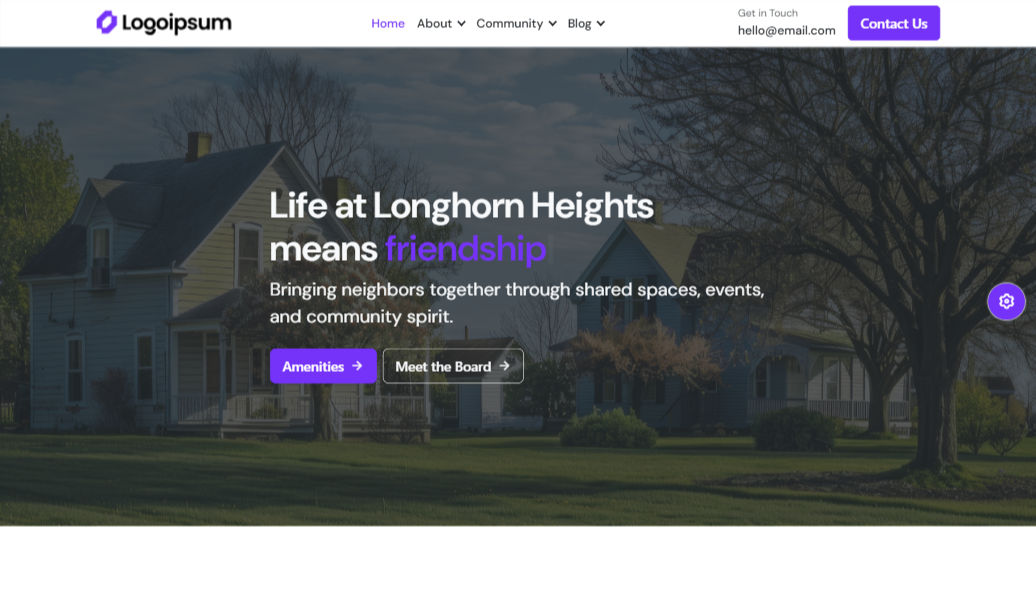 Logoipsum
Home About Community Blog
Get in Touch
hello@email.com
Contact Us
Life at Longhorn Heights
means friendship
Bringing neighbors together through shared spaces, events,
and community spirit.
Amenities
Meet the Board